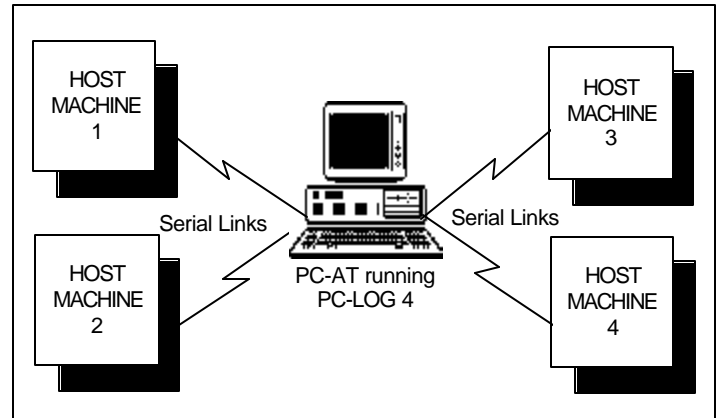 HOST
MACHINE
1
HOST
MACHINE
3
Serial Links
Serial Links
HOST
MACHINE
2
PC-AT running
PC-LOG 4
HOST
MACHINE
4